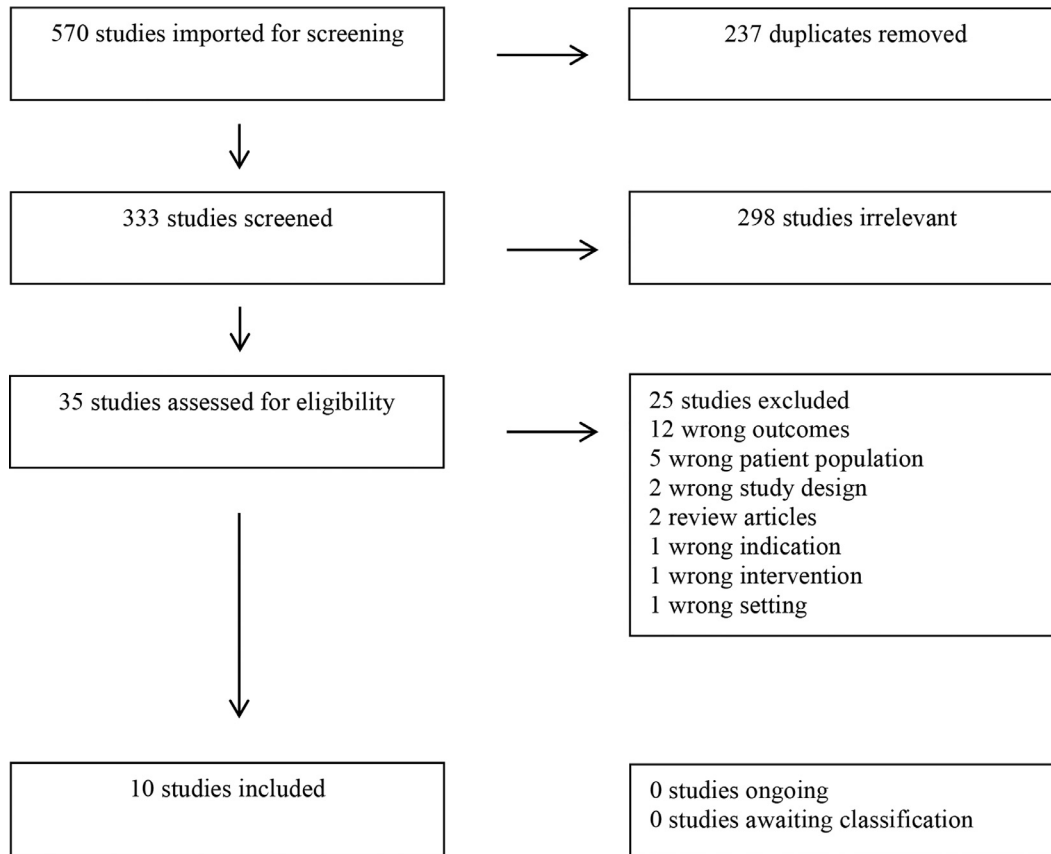 570 studies imported for screening
237 duplicates removed
333 studies screened
298 studies irrelevant
35 studies assessed for eligibility
25 studies excluded
12 wrong outcomes
5 wrong patient population
2 wrong study design
2 review articles
1 wrong indication
1 wrong intervention
1 wrong setting
10 studies included
0 studies ongoing
0 studies awaiting classification